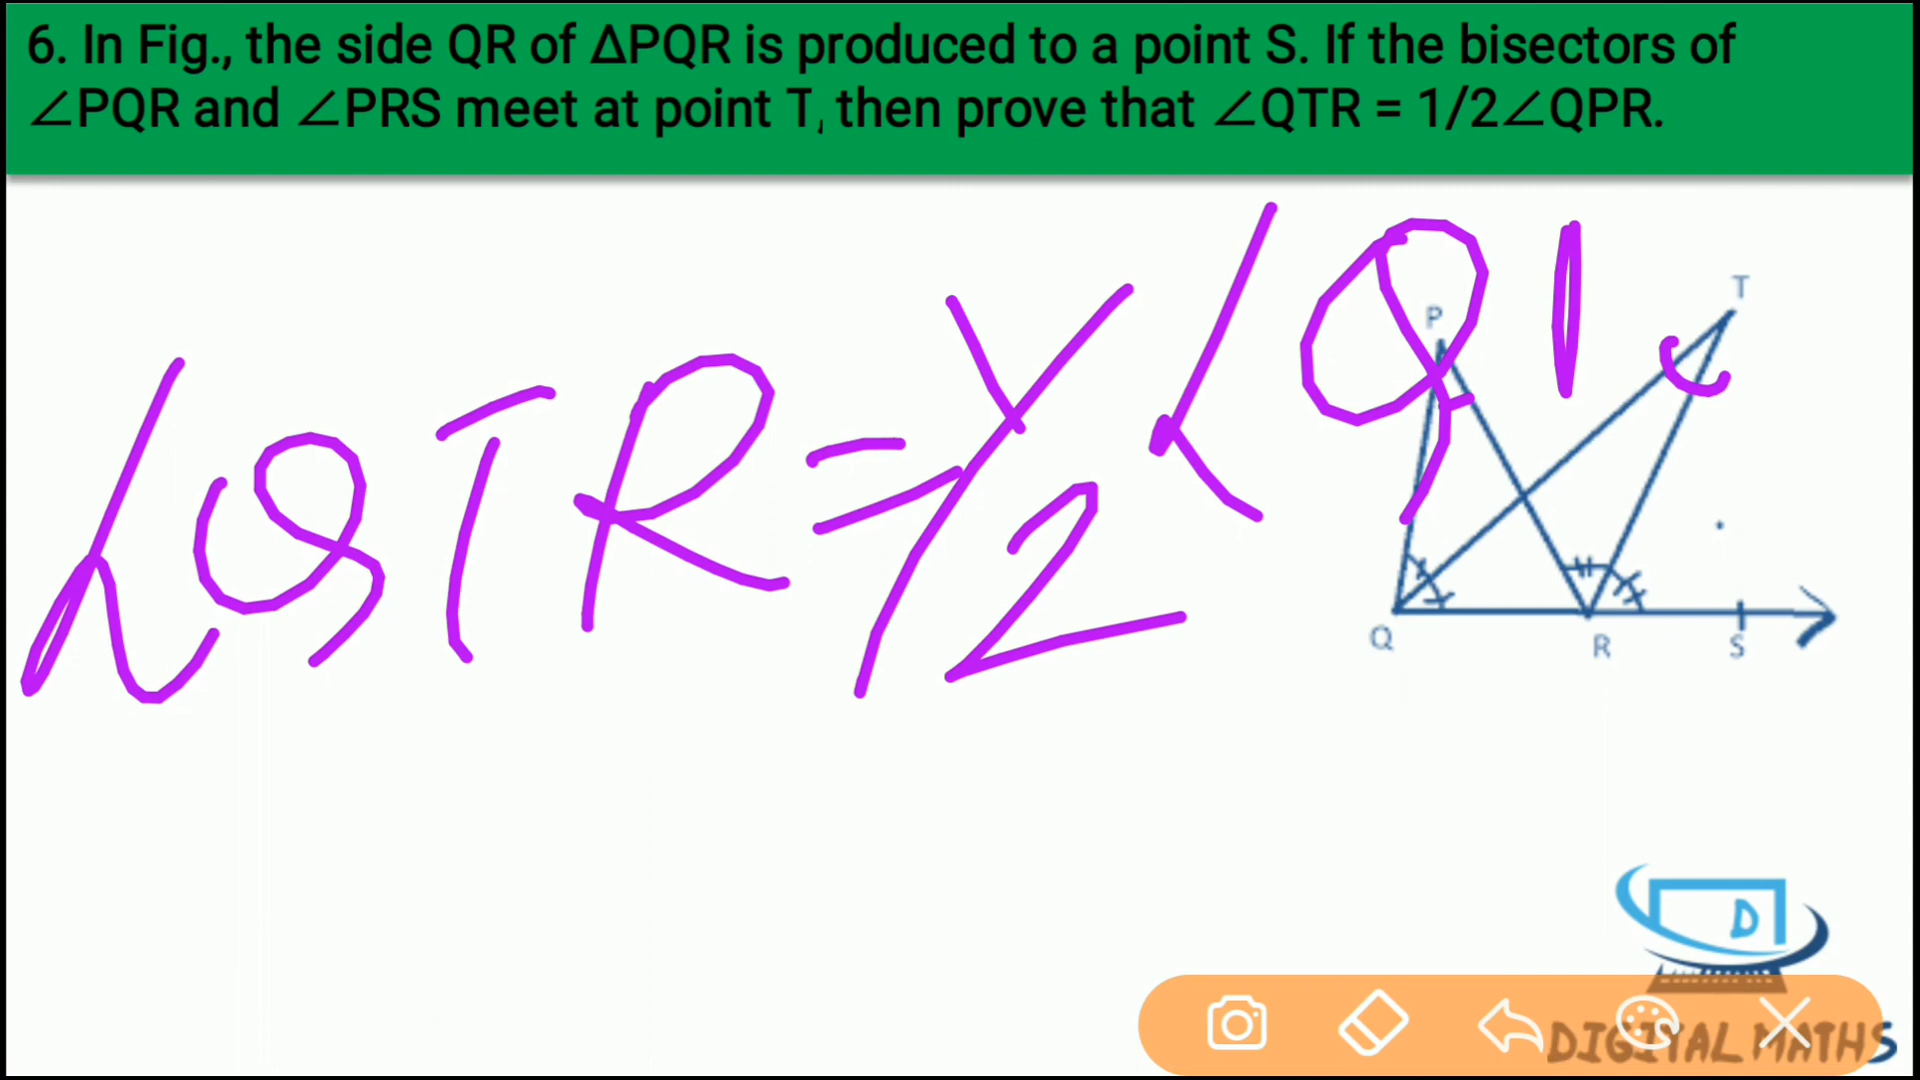 6. In Fig., the side QR of ΔPQR is produced to a point S. If the bisectors of
∠PQR and ∠PRS meet at point T, then prove that ∠QTR = 1/2∠QPR.
∠QTR = 1/2 ∠Q
T
P
Q
R
S
D
DIGITAL MATHS